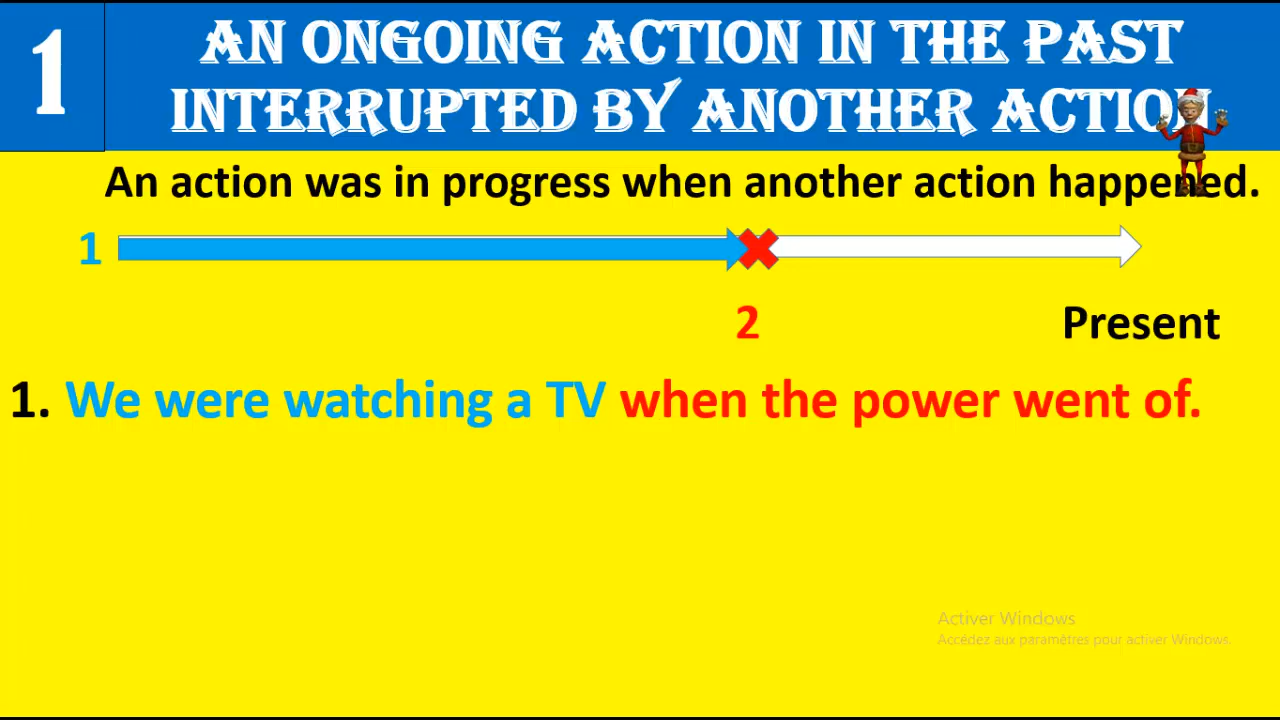 1
AN ONGOING ACTION IN THE PAST
INTERRUPTED BY ANOTHER ACTION
An action was in progress when another action happened.
1
2
Present
1. We were watching a TV when the power went of.
Activer Windows
Accédez aux paramètres pour activer Windows.